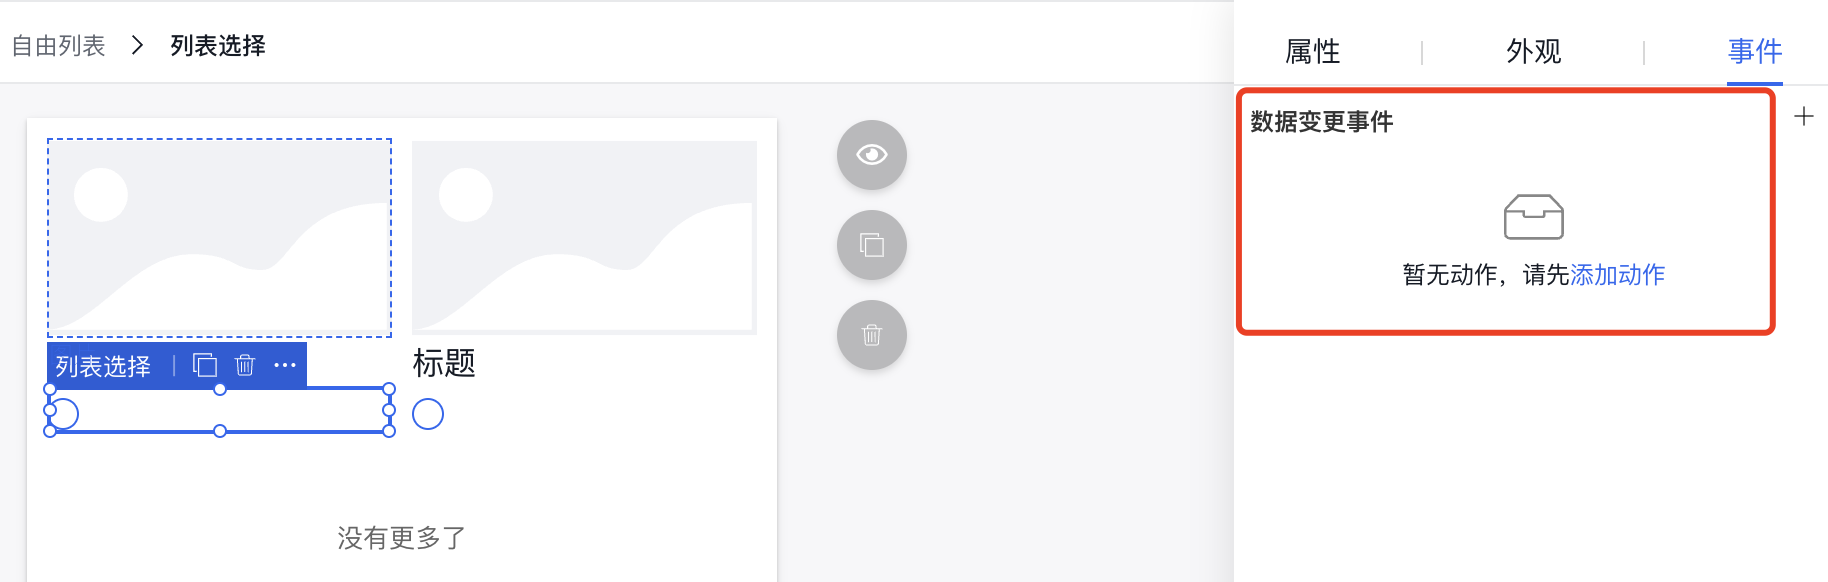 自由列表 > 列表选择
属性 | 外观 | 事件
数据变更事件
暂无动作，请先添加动作
列表选择
标题
没有更多了